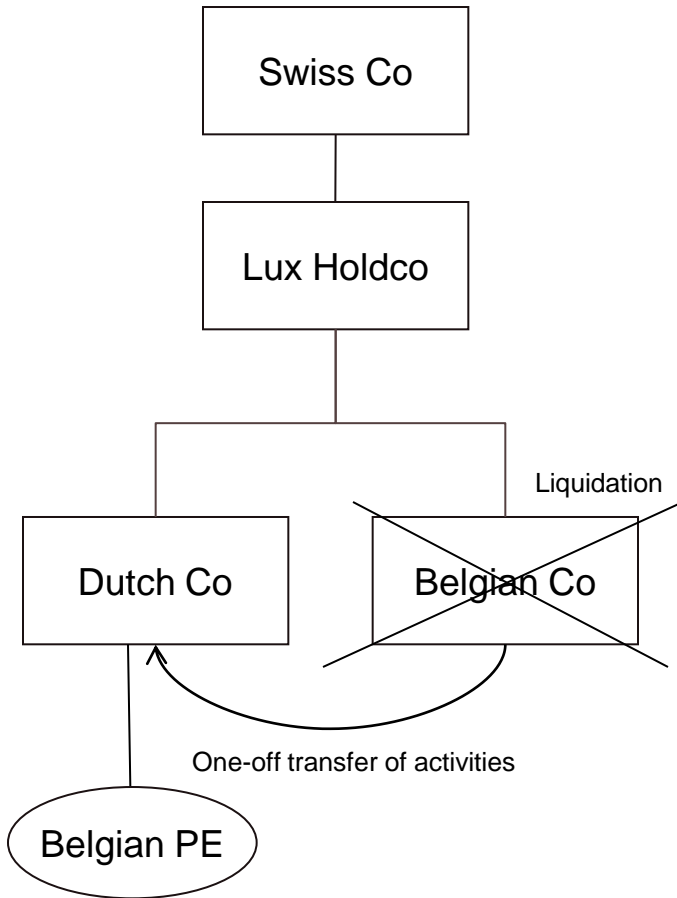 Swiss Co
Lux Holdco
Liquidation
Dutch Co
Belgian Co
One-off transfer of activities
Belgian PE